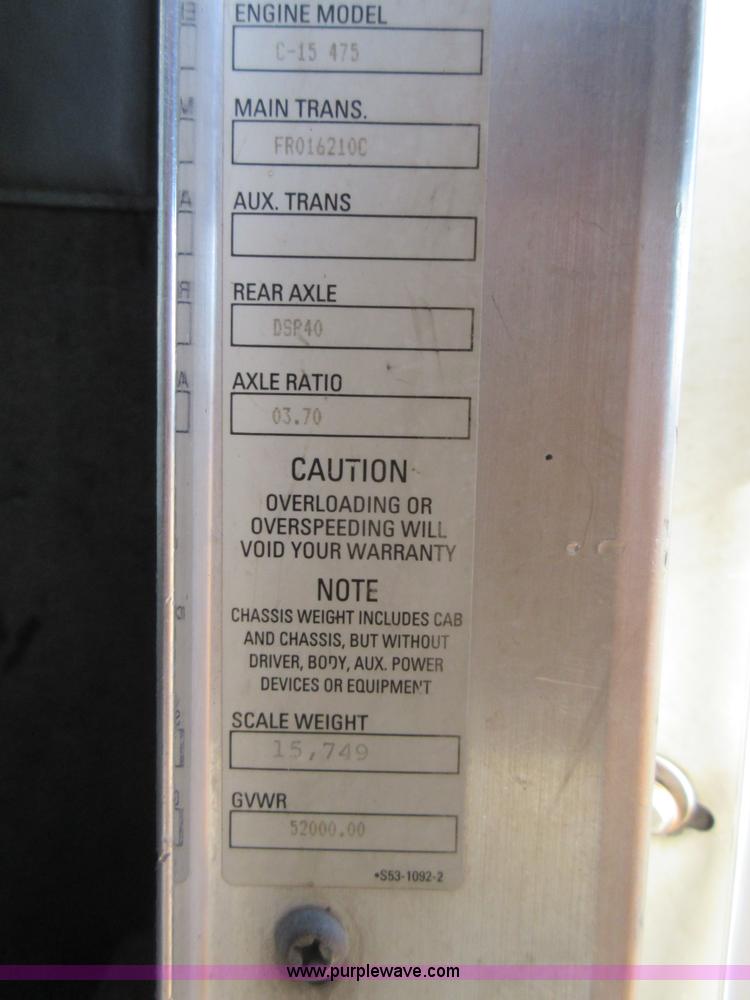 ENGINE MODEL
C-15 475
MAIN TRANS.
FRO16210C
AUX. TRANS
REAR AXLE
DSP40
AXLE RATIO
03.70
CAUTION
OVERLOADING OR
OVERSPEEDING WILL
VOID YOUR WARRANTY
NOTE
CHASSIS WEIGHT INCLUDES CAB
AND CHASSIS, BUT WITHOUT
DRIVER, BODY, AUX. POWER
DEVICES OR EQUIPMENT
SCALE WEIGHT
15,749
GVWR
52000.00
•S53-1092-2
www.purplewave.com